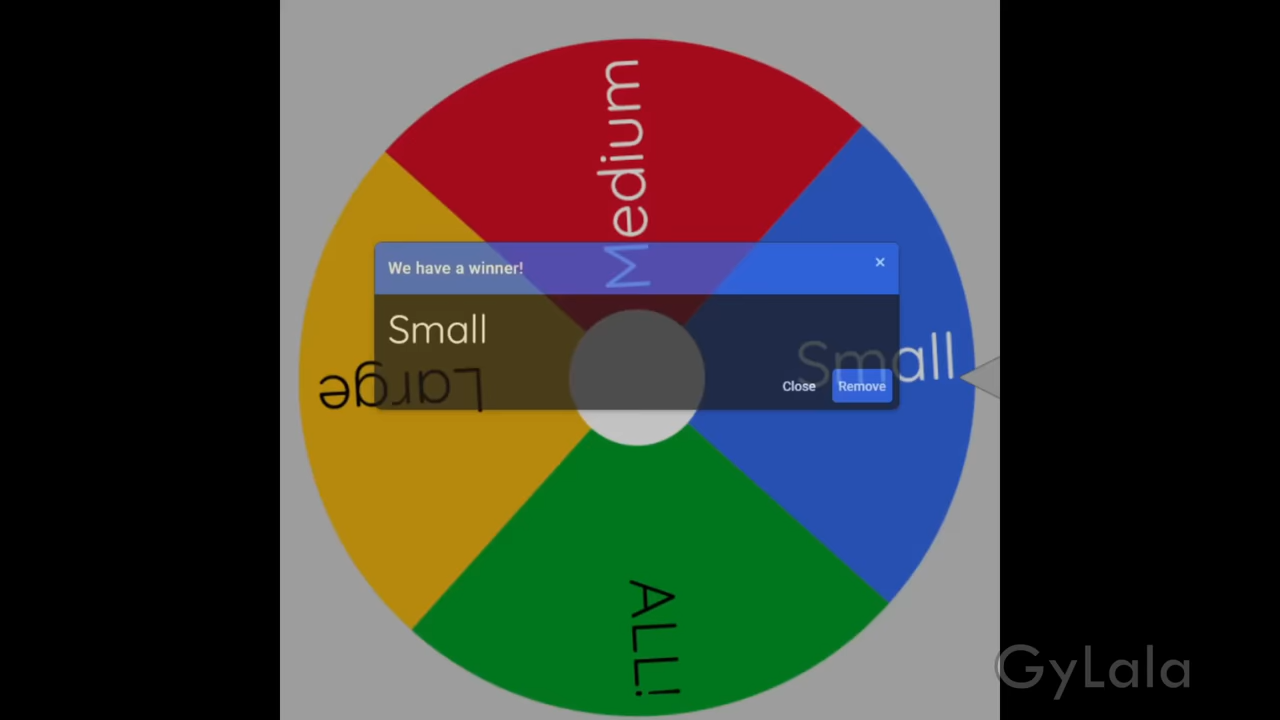 Medium
We have a winner!
×
Small
Small
Large
Close
Remove
ALL!
GyLala